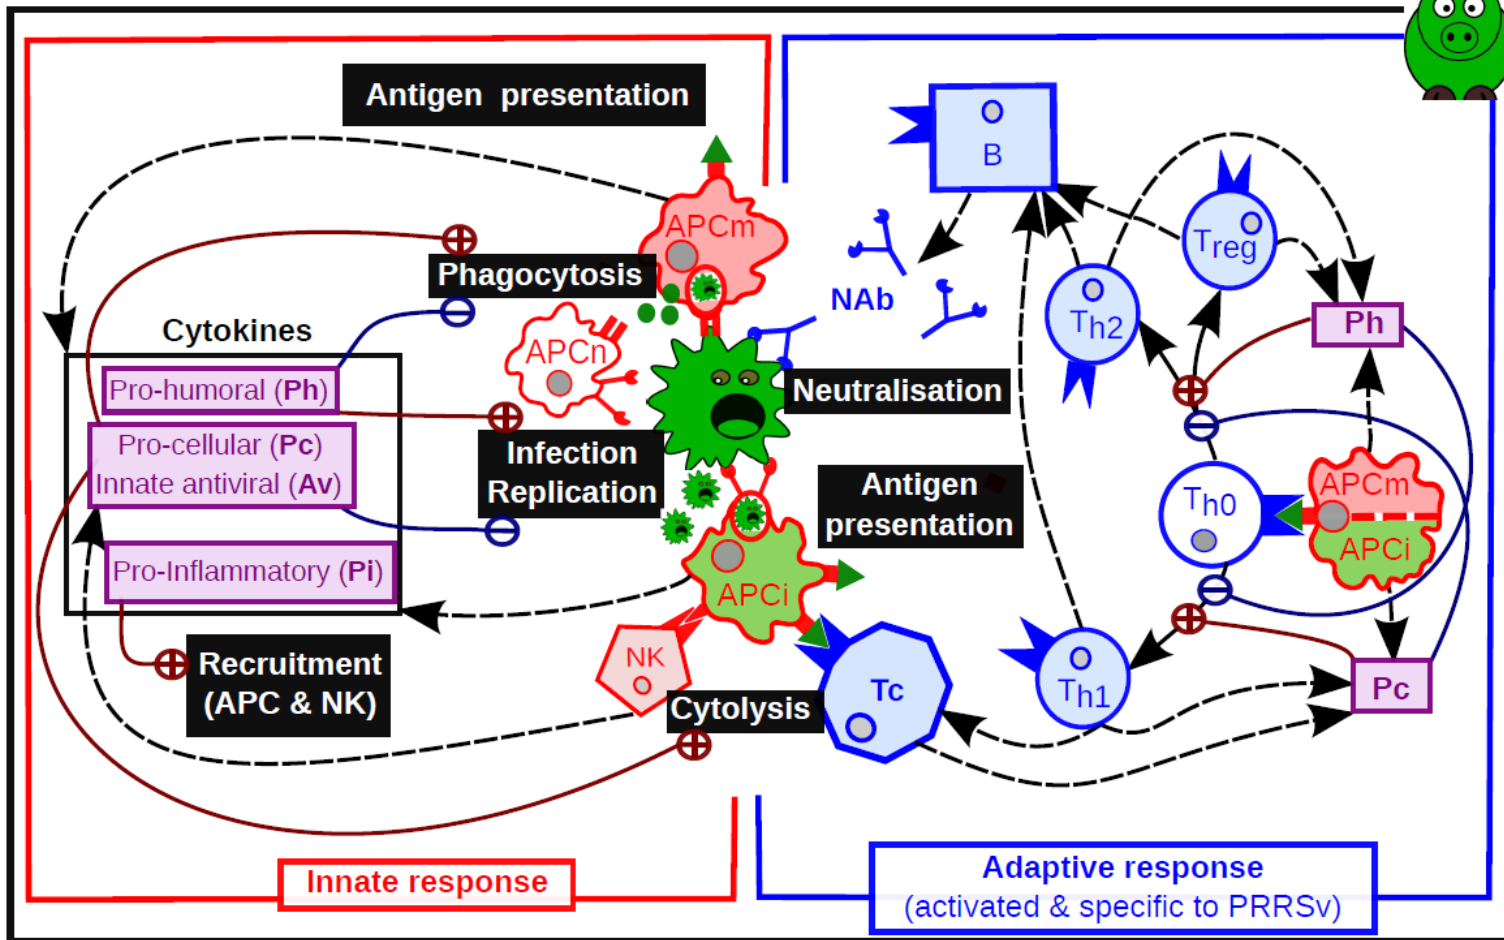 Antigen presentation
B
APCm
Treg
Phagocytosis
NAb
Th2
Ph
Cytokines
APCn
Pro-humoral (Ph)
Neutralisation
Pro-cellular (Pc)
Innate antiviral (Av)
Infection
Replication
Antigen
presentation
Th0
APCm
APCi
Pro-Inflammatory (Pi)
APCi
Recruitment
(APC & NK)
NK
Cytolysis
Tc
Th1
Pc
Innate response
Adaptive response
(activated & specific to PRRSv)